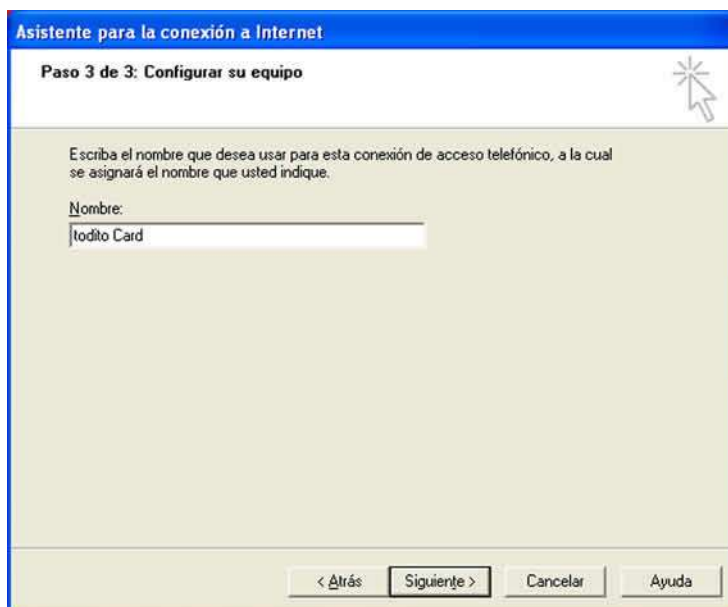 Asistente para la conexión a Internet
Paso 3 de 3: Configurar su equipo
Escriba el nombre que desea usar para esta conexión de acceso telefónico, a la cual
se asignará el nombre que usted indique.
Nombre:
todito Card
< Atrás Siguiente > Cancelar Ayuda